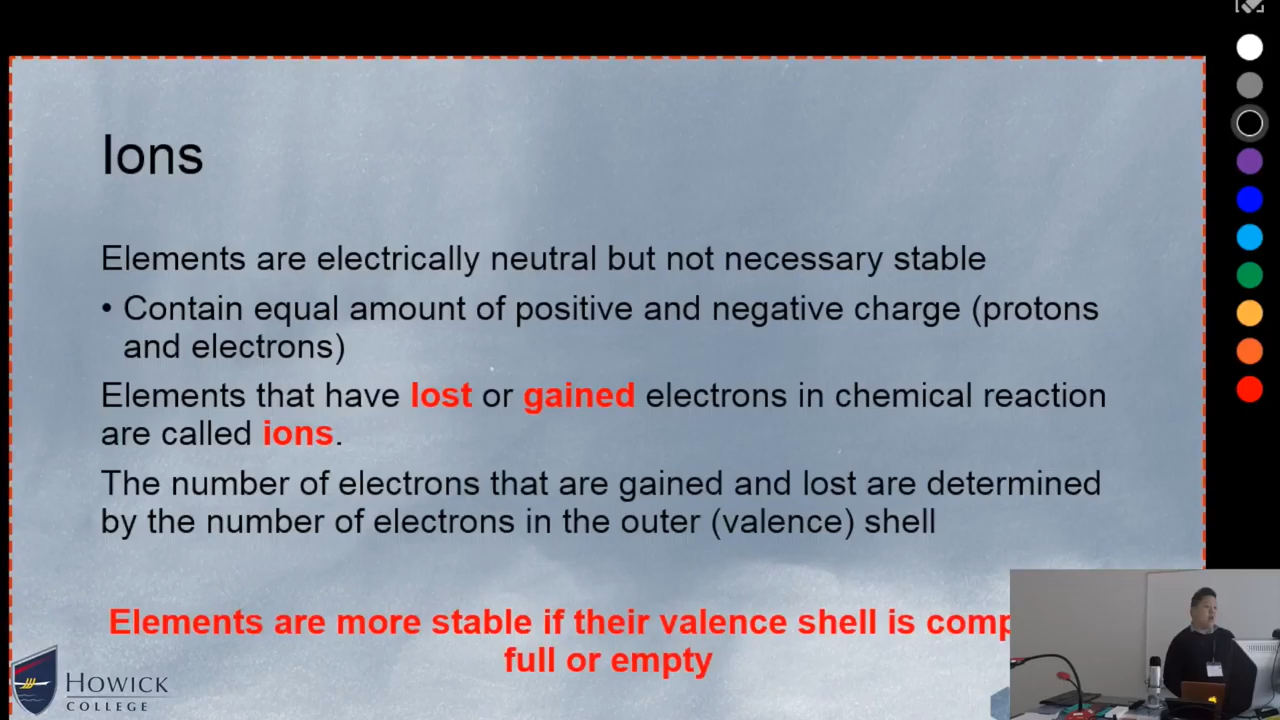 Ions
Elements are electrically neutral but not necessary stable
• Contain equal amount of positive and negative charge (protons
and electrons)
Elements that have lost or gained electrons in chemical reaction
are called ions.
The number of electrons that are gained and lost are determined
by the number of electrons in the outer (valence) shell
Elements are more stable if their valence shell is comp
full or empty
HOWICK
COLLEGE